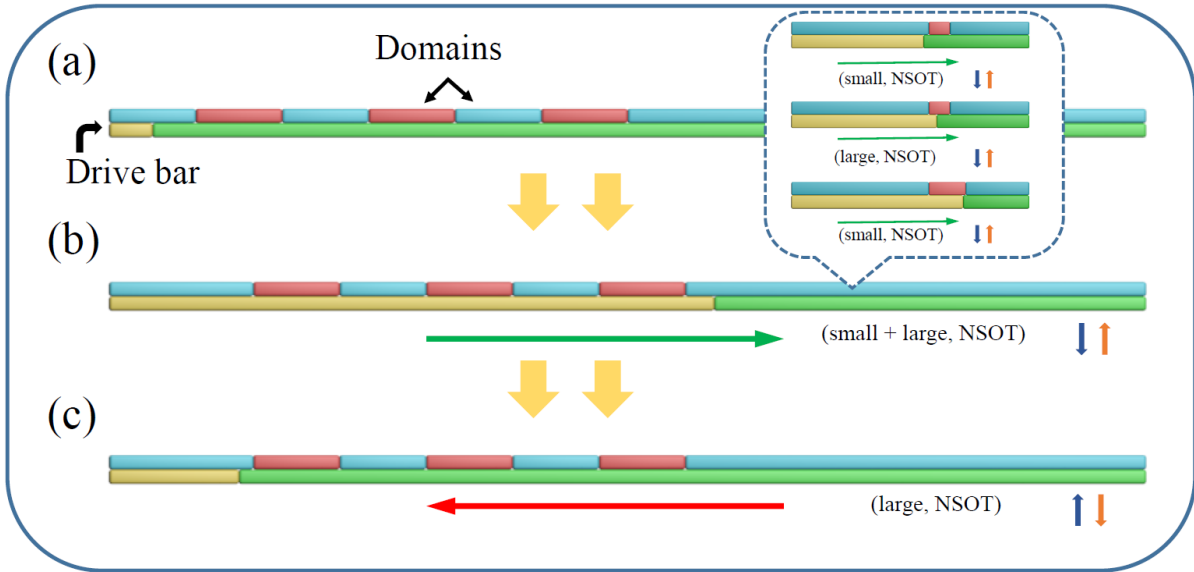 (a)
Domains
Drive bar
(small, NSOT)
(large, NSOT)
(small, NSOT)
(b)
(small + large, NSOT)
(c)
(large, NSOT)